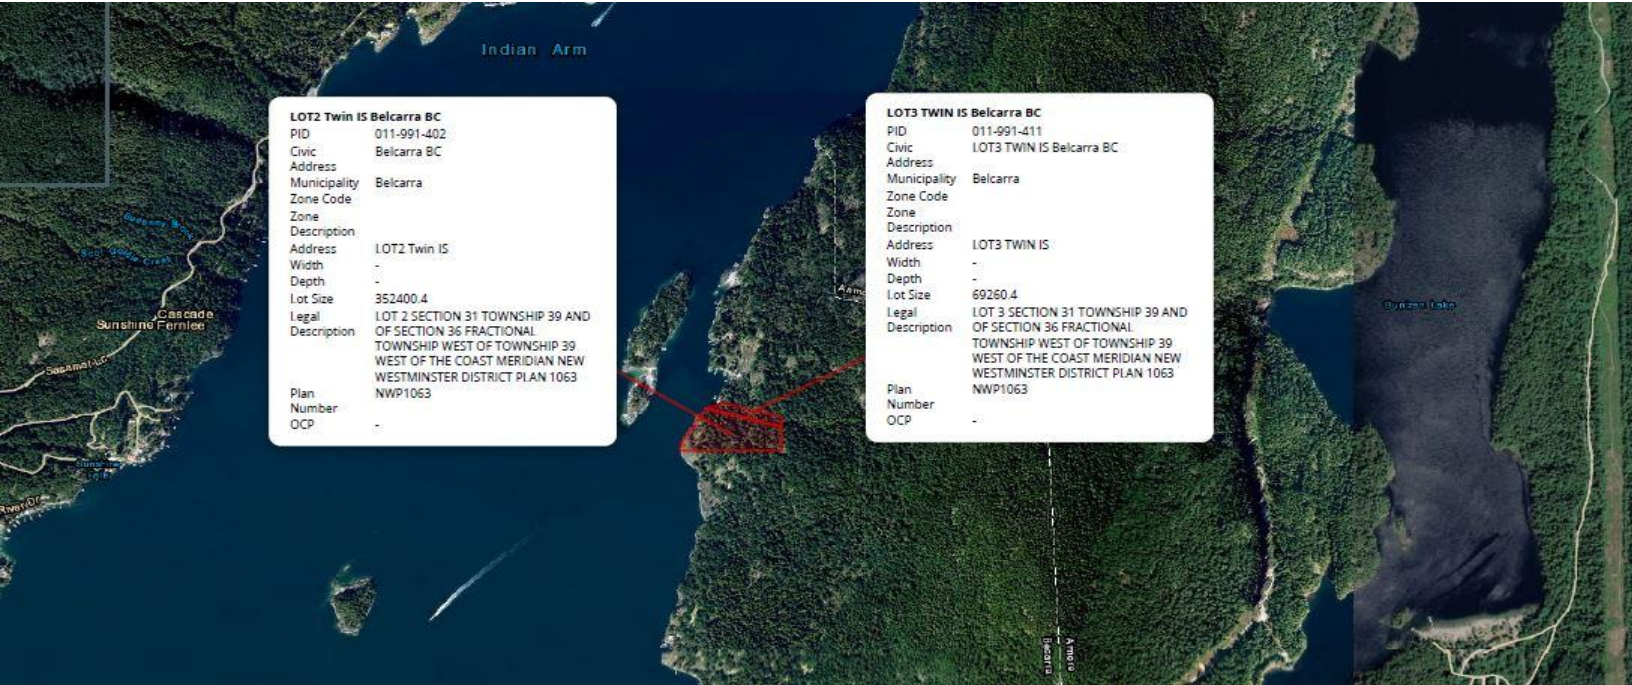 Indian Arm
LOT2 Twin IS Belcarra BC
PID 011-991-402
Civic Address Belcarra BC
Municipality Belcarra
Zone Code
Zone Description
Address LOT2 Twin IS
Width -
Depth -
Lot Size 352400.4
Legal Description LOT 2 SECTION 31 TOWNSHIP 39 AND
OF SECTION 36 FRACTIONAL
TOWNSHIP WEST OF TOWNSHIP 39
WEST OF THE COAST MERIDIAN NEW
WESTMINSTER DISTRICT PLAN 1063
Plan Number NWP1063
OCP -
LOT3 TWIN IS Belcarra BC
PID 011-991-411
Civic Address LOT3 TWIN IS Belcarra BC
Municipality Belcarra
Zone Code
Zone Description
Address LOT3 TWIN IS
Width -
Depth -
Lot Size 69260.4
Legal Description LOT 3 SECTION 31 TOWNSHIP 39 AND
OF SECTION 36 FRACTIONAL
TOWNSHIP WEST OF TOWNSHIP 39
WEST OF THE COAST MERIDIAN NEW
WESTMINSTER DISTRICT PLAN 1063
Plan Number NWP1063
OCP -
Cascade
Sunshine Fernlee
Buntzen Lake
Sunshine
Falls
River Dr
Belcarra
Anmore